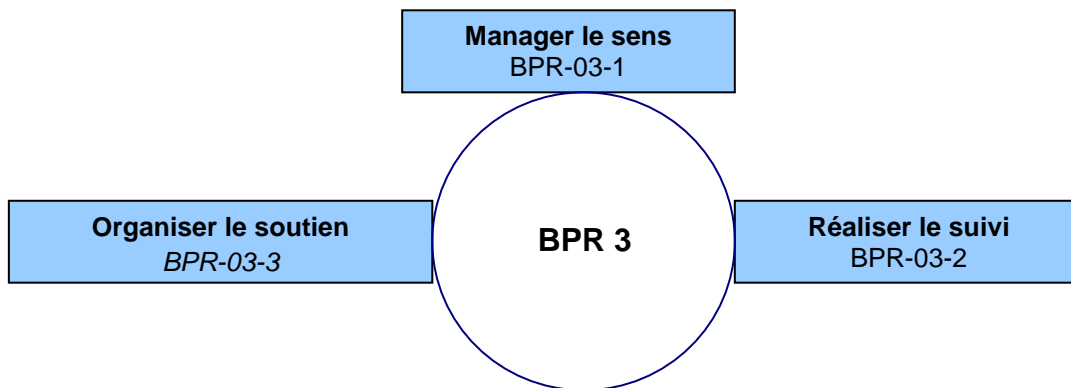 Manager le sens
BPR-03-1
Organiser le soutien
BPR-03-3
BPR 3
Réaliser le suivi
BPR-03-2